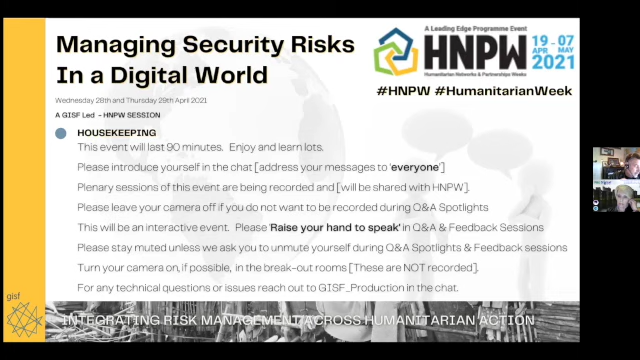 Managing Security Risks
In a Digital World
Wednesday 28th and Thursday 29th April 2021
A GISF Led - HNPW SESSION
HOUSEKEEPING
This event will last 90 minutes. Enjoy and learn lots.
Please introduce yourself in the chat [address your messages to 'everyone']
Plenary sessions of this event are being recorded and [will be shared with HNPW].
Please leave your camera off if you do not want to be recorded during Q&A Spotlights
This will be an interactive event. Please 'Raise your hand to speak' in Q&A & Feedback Sessions
Please stay muted unless we ask you to unmute yourself during Q&A Spotlights & Feedback sessions
Turn your camera on, if possible, in the break-out rooms [These are NOT recorded].
For any technical questions or issues reach out to GISF_Production in the chat.
INTEGRATING RISK MANAGEMENT ACROSS HUMANITARIAN ACTION
gisf
A Leading Edge Programme Event
HNPW
Humanitarian Networks & Partnerships Weeks
19 - 07
APR MAY
2021
#HNPW #HumanitarianWeek